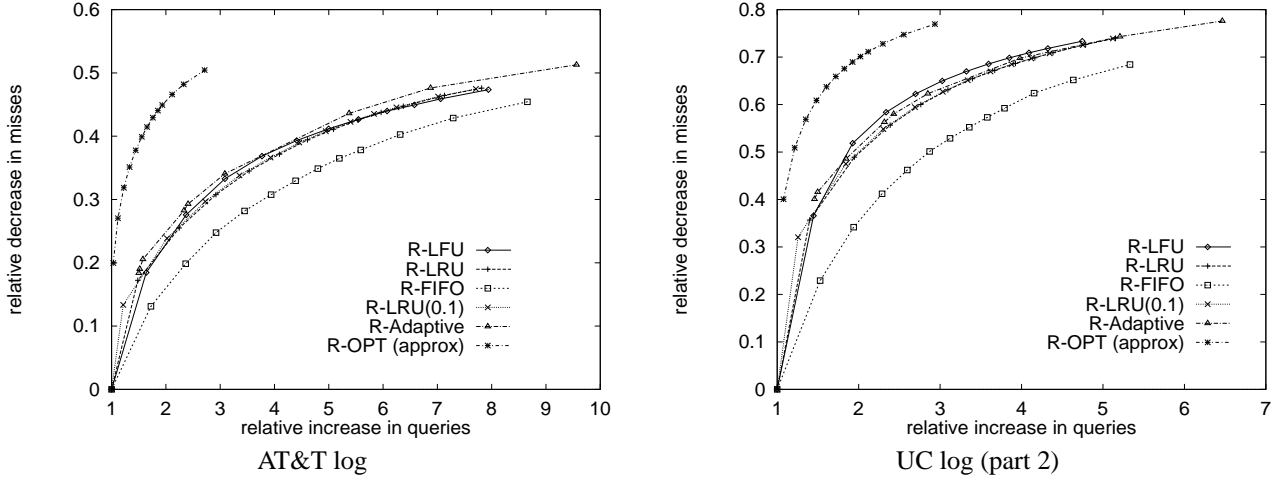 relative decrease in misses
0.6
0.5
0.4
0.3
0.2
0.1
0
1 2 3 4 5 6 7 8 9 10
relative increase in queries
R-LFU
R-LRU
R-FIFO
R-LRU(0.1)
R-Adaptive
R-OPT (approx)
AT&T log
relative decrease in misses
0.8
0.7
0.6
0.5
0.4
0.3
0.2
0.1
0
1 2 3 4 5 6 7
relative increase in queries
R-LFU
R-LRU
R-FIFO
R-LRU(0.1)
R-Adaptive
R-OPT (approx)
UC log (part 2)